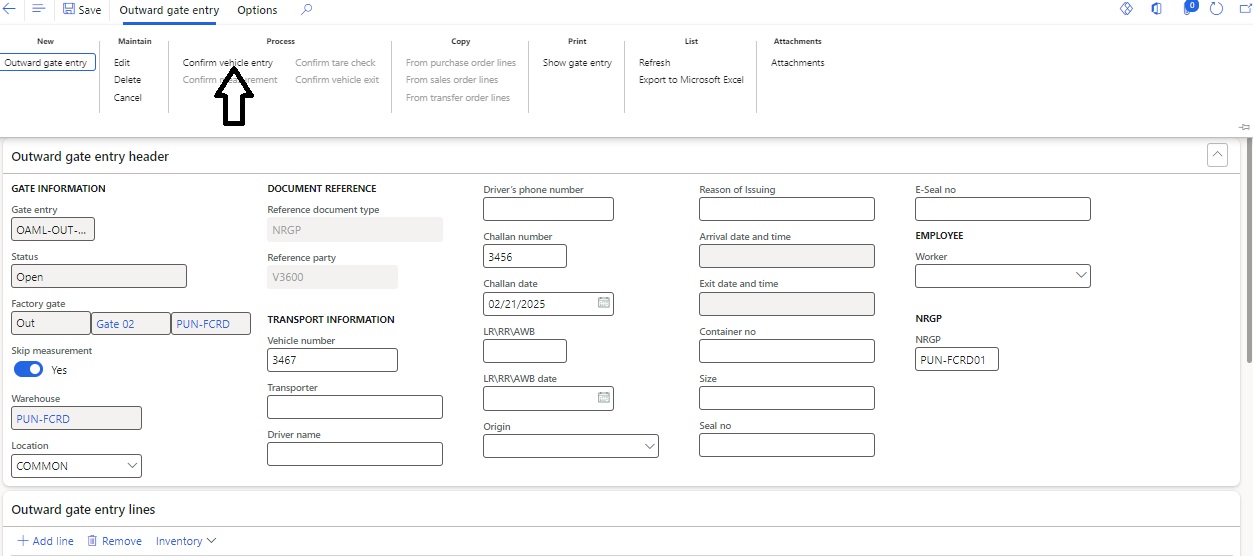 Save Outward gate entry Options
0
New
Outward gate entry
Maintain
Edit
Delete
Cancel
Process
Confirm vehicle entry Confirm tare check
Confirm measurement Confirm vehicle exit
Copy
From purchase order lines
From sales order lines
From transfer order lines
Print
Show gate entry
List
Refresh
Export to Microsoft Excel
Attachments
Attachments
Outward gate entry header
GATE INFORMATION
Gate entry
OAML-OUT-...
Status
Open
Factory gate
Out Gate 02 PUN-FCRD
Skip measurement
Yes
Warehouse
PUN-FCRD
Location
COMMON
DOCUMENT REFERENCE
Reference document type
NRGP
Reference party
V3600
TRANSPORT INFORMATION
Vehicle number
3467
Transporter
Driver name
Driver's phone number
Challan number
3456
Challan date
02/21/2025
LR\RR\AWB
LR\RR\AWB date
Origin
Reason of Issuing
Arrival date and time
Exit date and time
Container no
Size
Seal no
E-Seal no
EMPLOYEE
Worker
NRGP
NRGP
PUN-FCRD01
Outward gate entry lines
Add line Remove Inventory